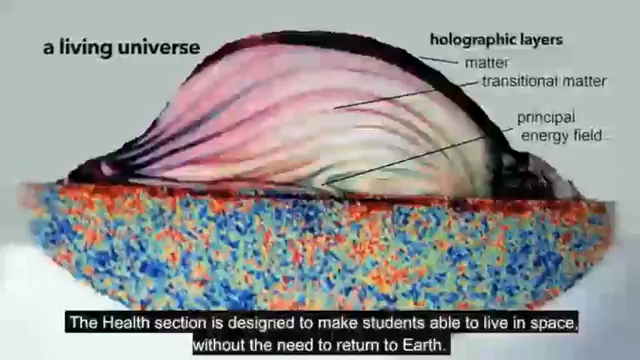 a living universe
holographic layers
matter
transitional matter
principal
energy field
The Health section is designed to make students able to live in space,
without the need to return to Earth.